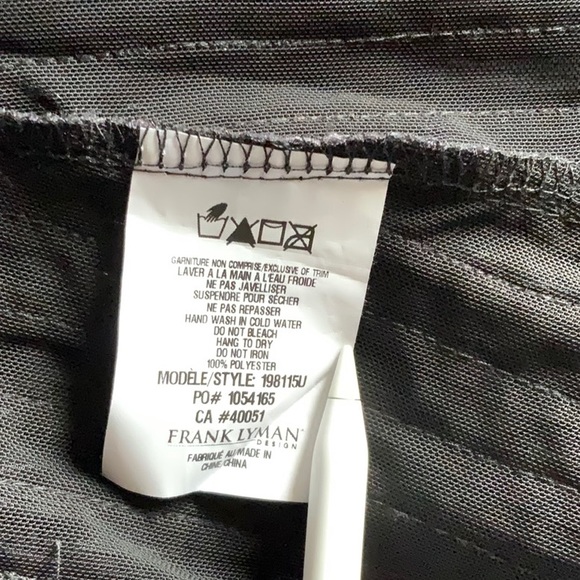 GARNITURE NON COMPRISE/EXCLUSIVE OF TRIM
LAVER A LA MAIN A L'EAU FROIDE
NE PAS JAVELLISER
SUSPENDRE POUR SÉCHER
NE PAS REPASSER
HAND WASH IN COLD WATER
DO NOT BLEACH
HANG TO DRY
DO NOT IRON
100% POLYESTER
MODÈLE/STYLE: 198115U
PO# 1054165
CA #40051
FRANK LYMAN
DESIGN
FABRIQUÉ AU/MADE IN
CHINE/CHINA